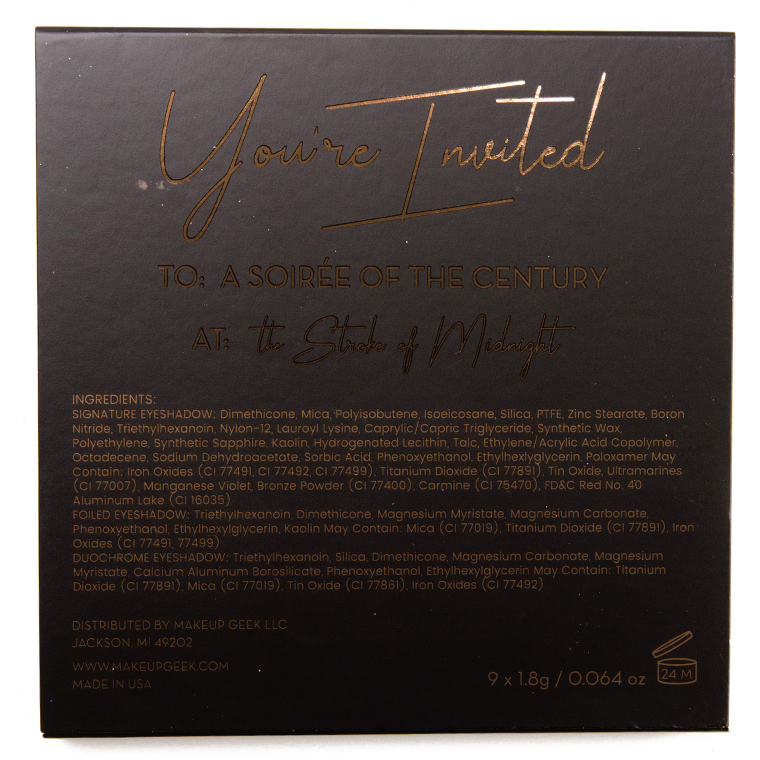 You're Invited
TO: A SOIRÉE OF THE CENTURY
AT: the Stroke of Midnight
INGREDIENTS:
SIGNATURE EYESHADOW: Dimethicone, Mica, Polyisobutene, Isoeicosane, Silica, PTFE, Zinc Stearate, Boron
Nitride, Triethylhexanoin, Nylon-12, Lauroyl Lysine, Caprylic/Capric Triglyceride, Synthetic Wax,
Polyethylene, Synthetic Sapphire, Kaolin, Hydrogenated Lecithin, Talc, Ethylene/Acrylic Acid Copolymer,
Octadecene, Sodium Dehydroacetate, Sorbic Acid, Phenoxyethanol, Ethylhexlyglycerin, Poloxamer May
Contain: Iron Oxides (CI 77491, CI 77492, CI 77499), Titanium Dioxide (CI 77891), Tin Oxide, Ultramarines
(CI 77007), Manganese Violet, Bronze Powder (CI 77400), Carmine (CI 75470), FD&C Red No. 40
Aluminum Lake (CI 16035)
FOILED EYESHADOW: Triethylhexanoin, Dimethicone, Magnesium Myristate, Magnesium Carbonate,
Phenoxyethanol, Ethylhexylglycerin, Kaolin May Contain: Mica (CI 77019), Titanium Dioxide (CI 77891), Iron
Oxides (CI 77491, 77499)
DUOCHROME EYESHADOW: Triethylhexanoin, Silica, Dimethicone, Magnesium Carbonate, Magnesium
Myristate, Calcium Aluminum Borosilicate, Phenoxyethanol, Ethylhexylglycerin May Contain: Titanium
Dioxide (CI 77891), Mica (CI 77019), Tin Oxide (CI 77861), Iron Oxides (CI 77492)
DISTRIBUTED BY MAKEUP GEEK LLC
JACKSON, MI 49202
WWW.MAKEUPGEEK.COM
MADE IN USA
9 x 1.8g / 0.064 oz
24 M